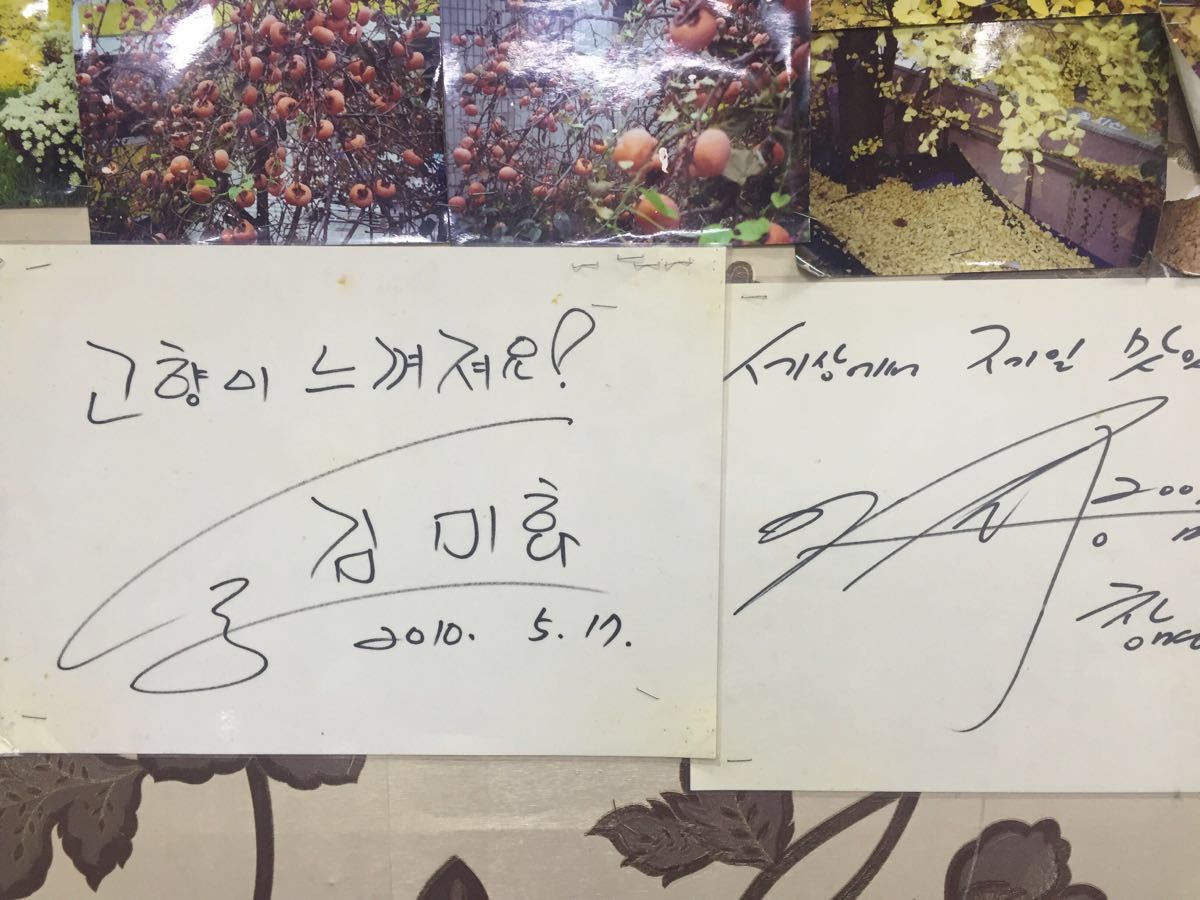 고향이 느껴져요!
김미화
2010. 5. 17.
세상에서 제일 맛있
200